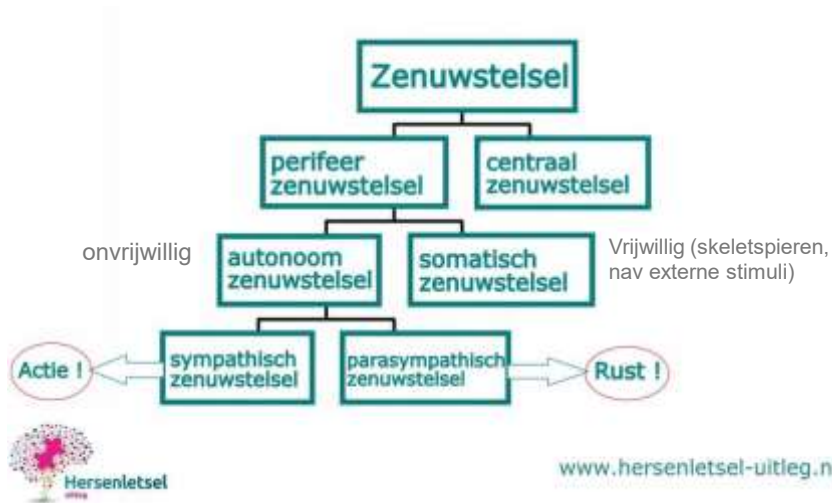 Zenuwstelsel
perifeer
zenuwstelsel
centraal
zenuwstelsel
onvrijwillig
autonoom
zenuwstelsel
somatisch
zenuwstelsel
Vrijwillig (skeletspieren,
nav externe stimuli)
Actie !
sympathisch
zenuwstelsel
parasympathisch
zenuwstelsel
Rust !
Hersenletsel
uitleg
www.hersenletsel-uitleg.n